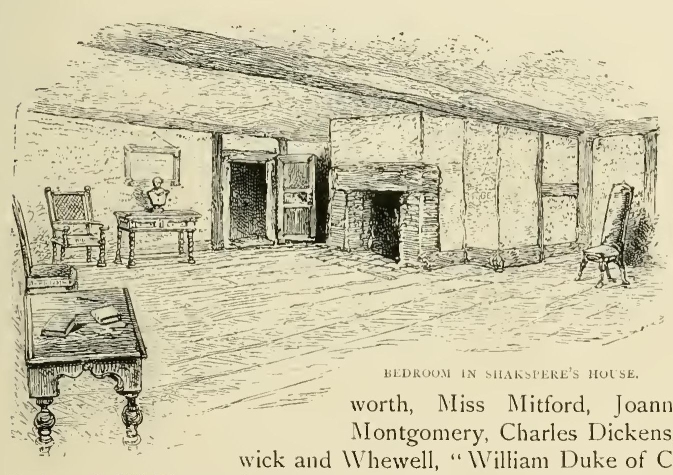 BEDROOM IN SHAKSPERE'S HOUSE.
worth, Miss Mitford, Joann
Montgomery, Charles Dickens
wick and Whewell, "William Duke of C